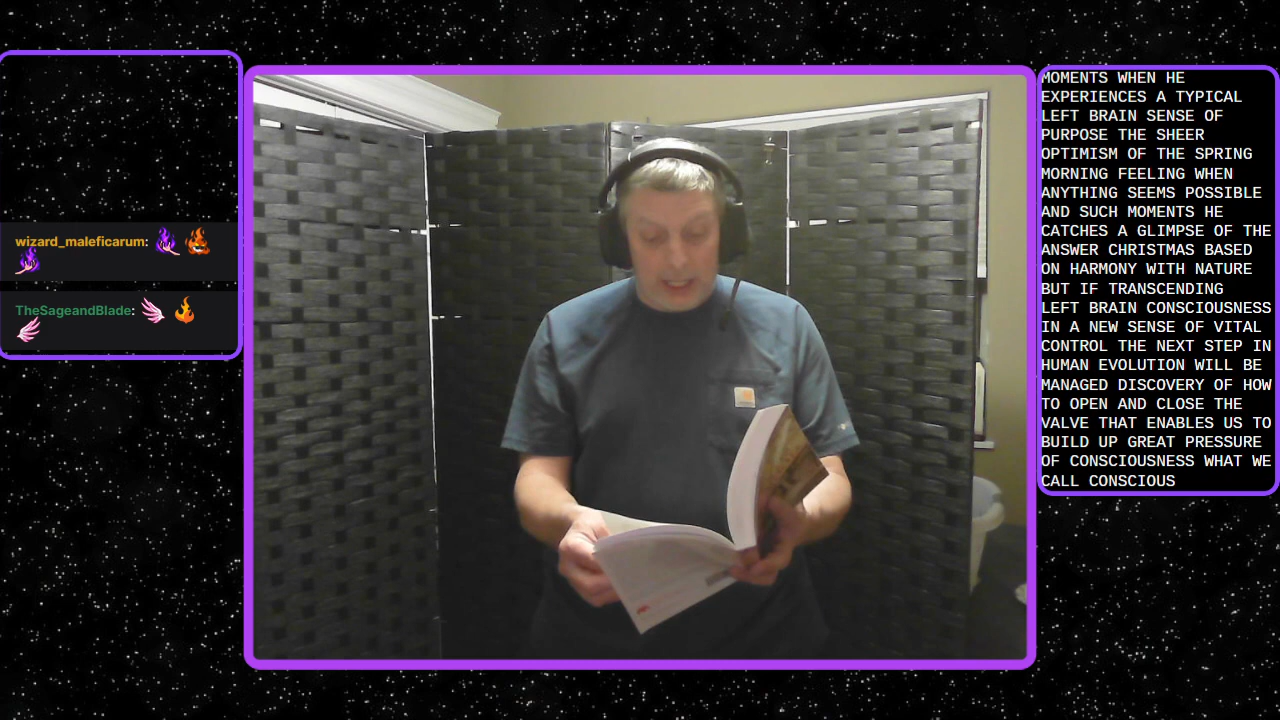 wizard_maleficarum:
TheSageandBlade:
MOMENTS WHEN HE
EXPERIENCES A TYPICAL
LEFT BRAIN SENSE OF
PURPOSE THE SHEER
OPTIMISM OF THE SPRING
MORNING FEELING WHEN
ANYTHING SEEMS POSSIBLE
AND SUCH MOMENTS HE
CATCHES A GLIMPSE OF THE
ANSWER CHRISTMAS BASED
ON HARMONY WITH NATURE
BUT IF TRANSCENDING
LEFT BRAIN CONSCIOUSNESS
IN A NEW SENSE OF VITAL
CONTROL THE NEXT STEP IN
HUMAN EVOLUTION WILL BE
MANAGED DISCOVERY OF HOW
TO OPEN AND CLOSE THE
VALVE THAT ENABLES US TO
BUILD UP GREAT PRESSURE
OF CONSCIOUSNESS WHAT WE
CALL CONSCIOUS